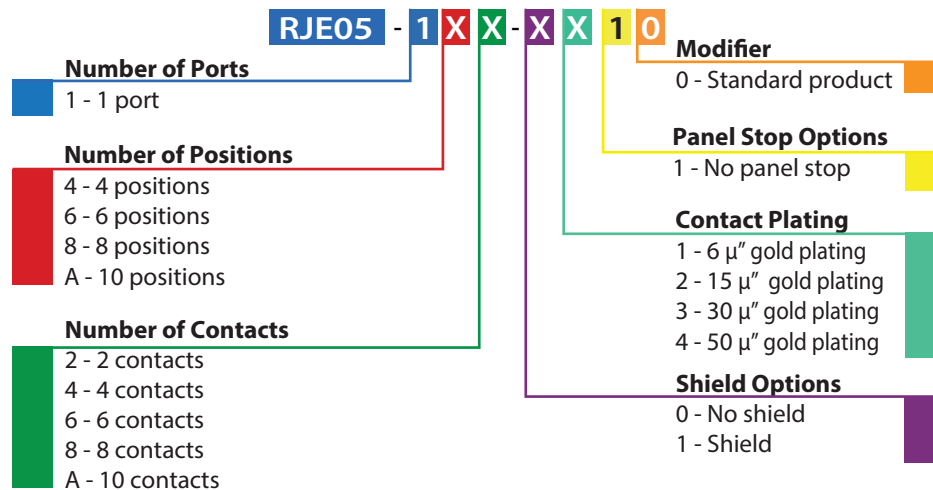 RJE05 - 1 X X - X X 1 0
Number of Ports
1 - 1 port
Number of Positions
4 - 4 positions
6 - 6 positions
8 - 8 positions
A - 10 positions
Number of Contacts
2 - 2 contacts
4 - 4 contacts
6 - 6 contacts
8 - 8 contacts
A - 10 contacts
Modifier
0 - Standard product
Panel Stop Options
1 - No panel stop
Contact Plating
1 - 6 µ” gold plating
2 - 15 µ” gold plating
3 - 30 µ” gold plating
4 - 50 µ” gold plating
Shield Options
0 - No shield
1 - Shield